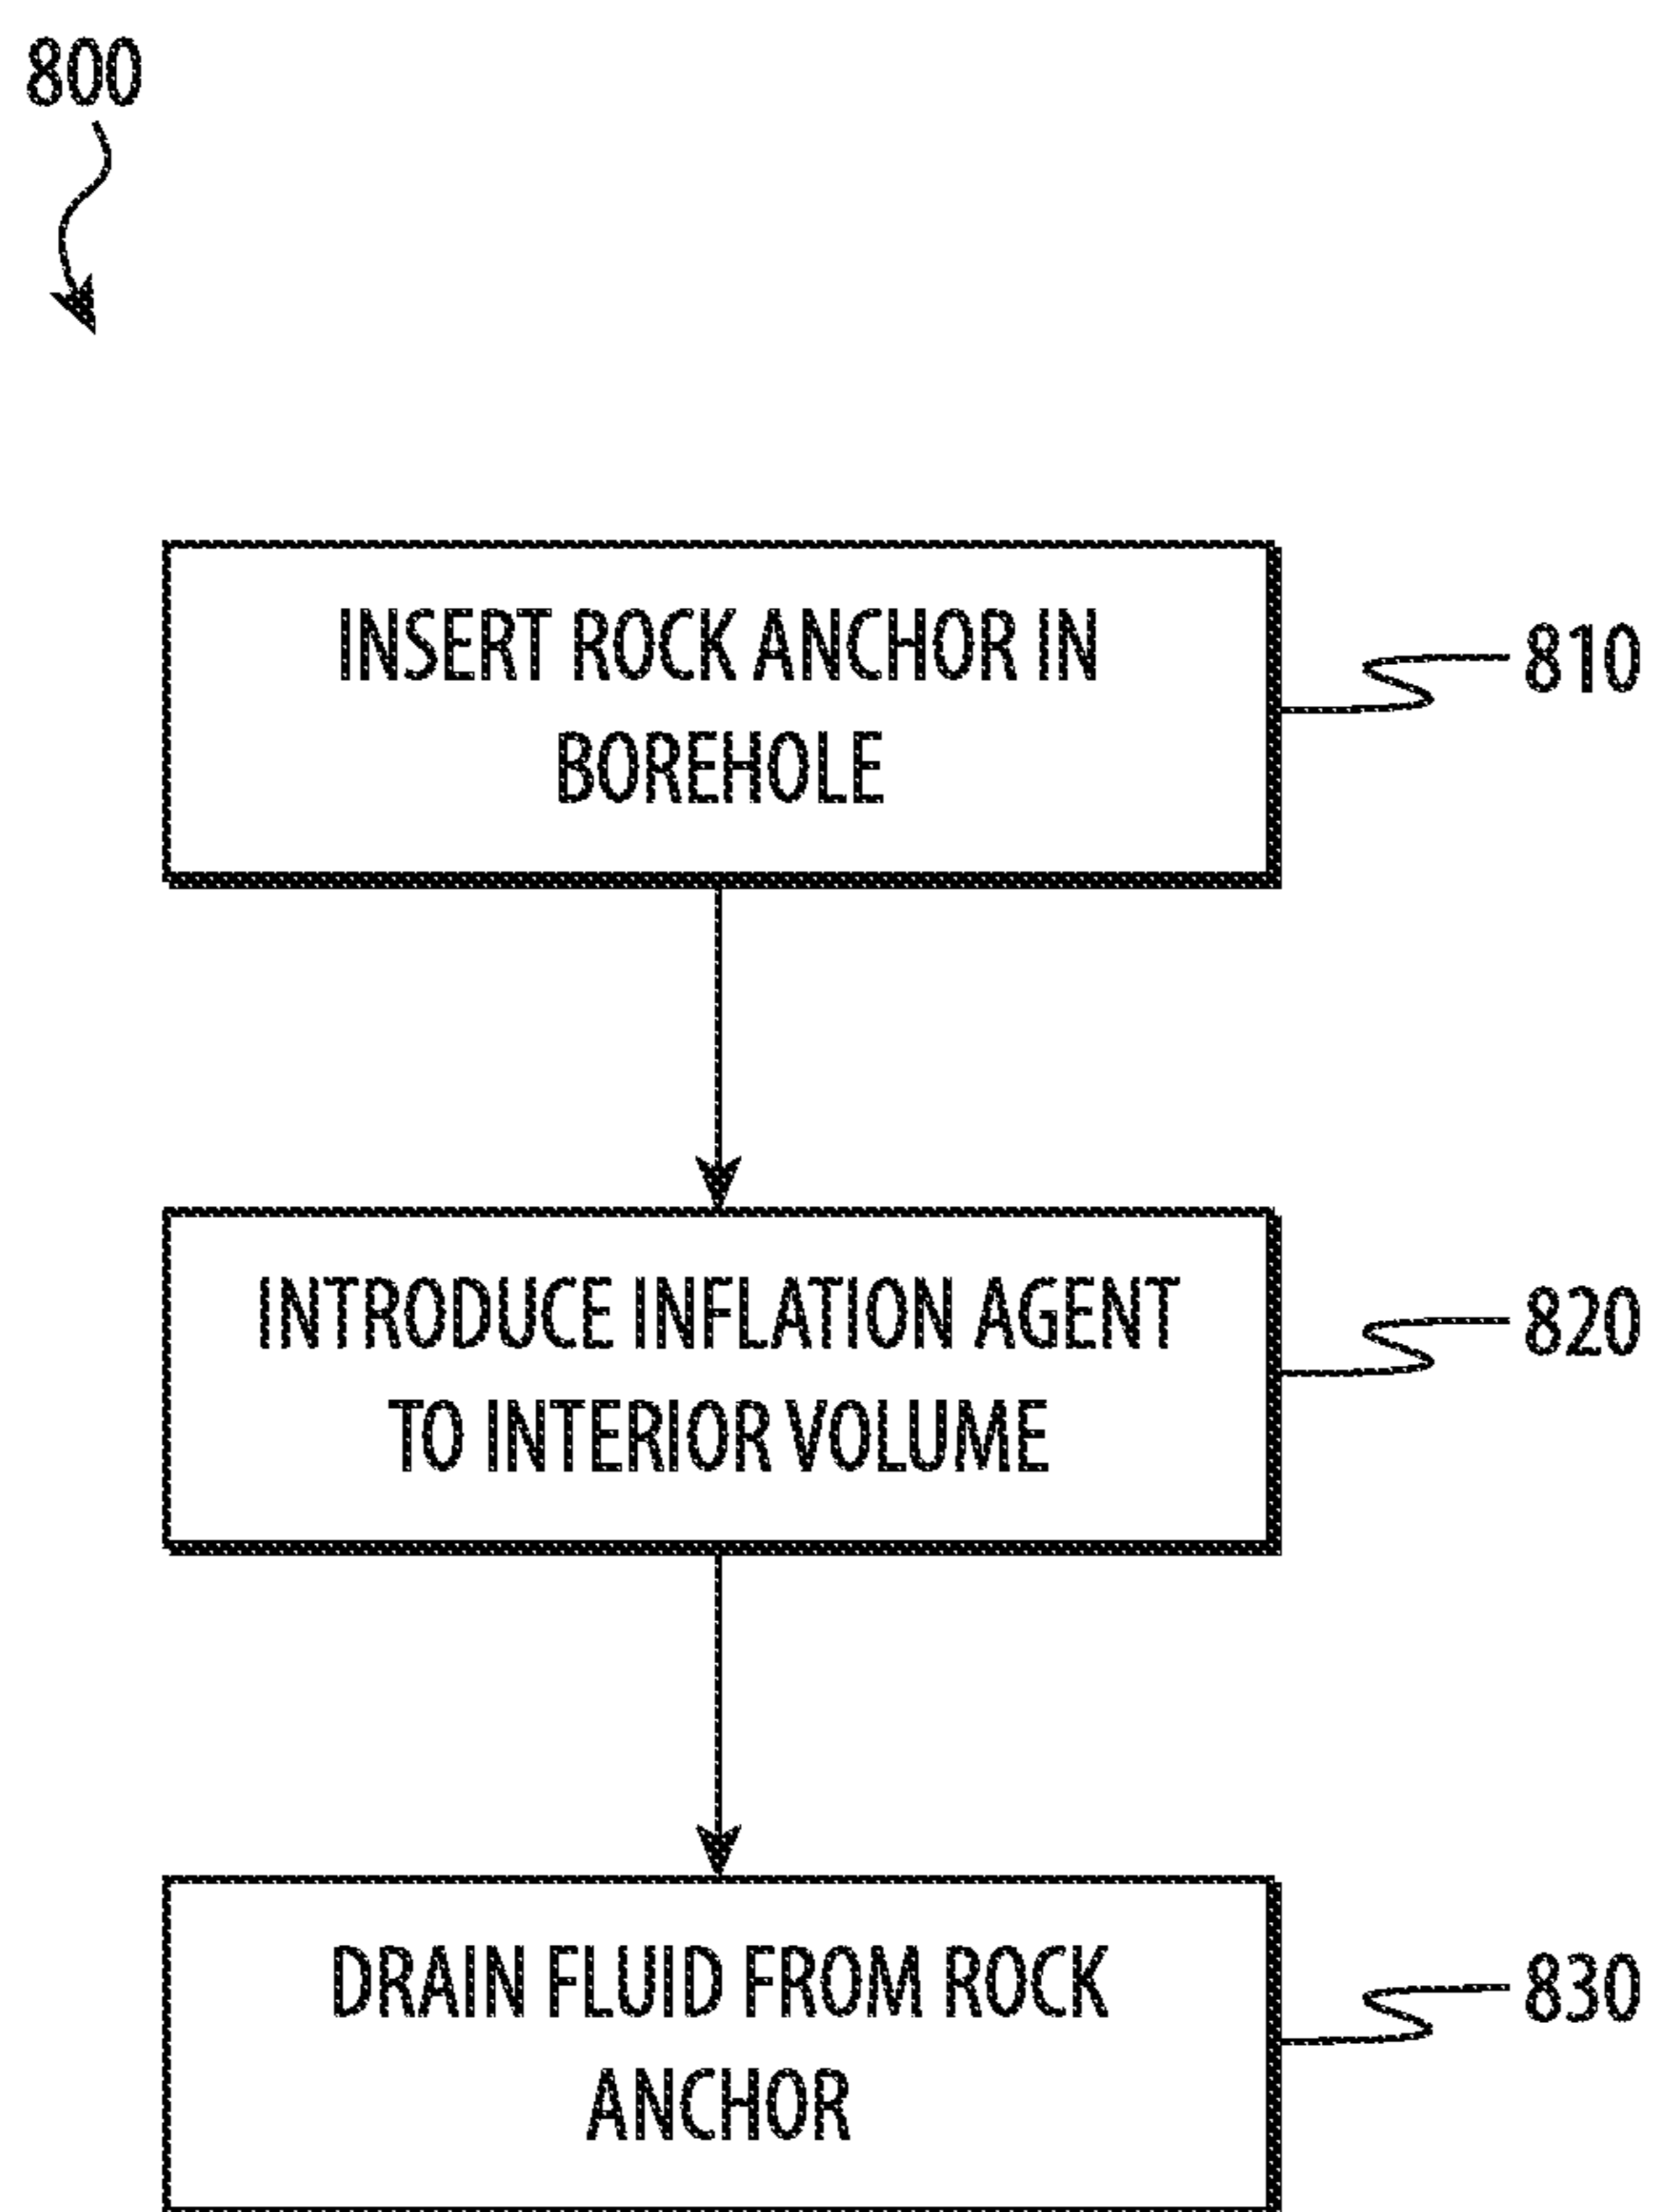 800
INSERT ROCK ANCHOR IN
BOREHOLE
810
INTRODUCE INFLATION AGENT
TO INTERIOR VOLUME
820
DRAIN FLUID FROM ROCK
ANCHOR
830